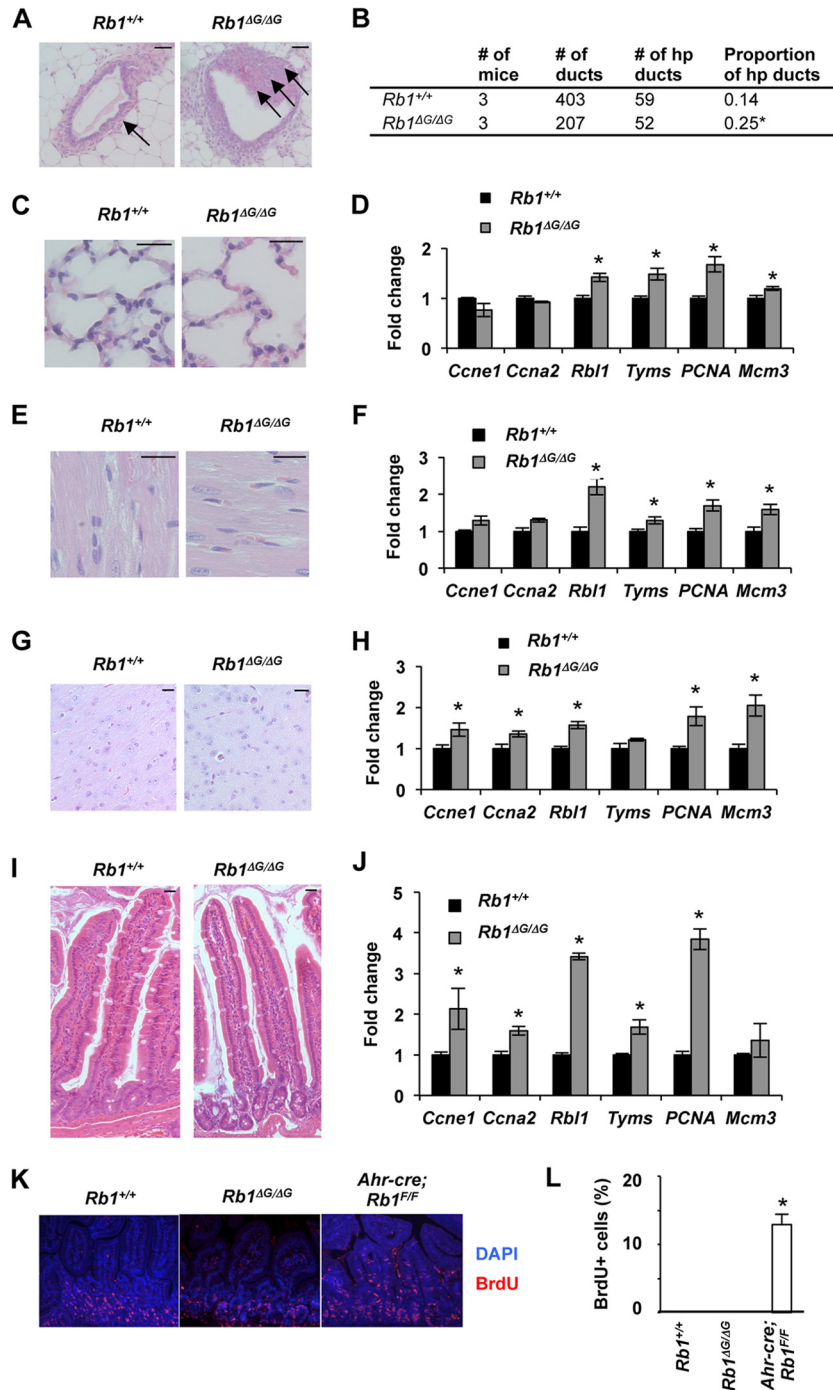 A
Rb1+/+
Rb1ΔG/ΔG
B
# of mice
# of ducts
# of hp ducts
Proportion of hp ducts
Rb1+/+ 3 403 59 0.14
Rb1ΔG/ΔG 3 207 52 0.25*
C
Rb1+/+
Rb1ΔG/ΔG
D
Rb1+/+
Rb1ΔG/ΔG
Fold change
2
1
0
* * * *
Ccne1 Ccna2 Rbl1 Tyms PCNA Mcm3
E
Rb1+/+
Rb1ΔG/ΔG
F
Rb1+/+
Rb1ΔG/ΔG
Fold change
3
2
1
0
* * * *
Ccne1 Ccna2 Rbl1 Tyms PCNA Mcm3
G
Rb1+/+
Rb1ΔG/ΔG
H
Rb1+/+
Rb1ΔG/ΔG
Fold change
3
2
1
0
* * * * *
Ccne1 Ccna2 Rbl1 Tyms PCNA Mcm3
I
Rb1+/+
Rb1ΔG/ΔG
J
Rb1+/+
Rb1ΔG/ΔG
Fold change
5
4
3
2
1
0
* * * * *
Ccne1 Ccna2 Rbl1 Tyms PCNA Mcm3
K
Rb1+/+
Rb1ΔG/ΔG
Ahr-cre;
Rb1F/F
DAPI
BrdU
L
BrdU+ cells (%)
20
10
0
*
Rb1+/+
Rb1ΔG/ΔG
Ahr-cre;
Rb1F/F